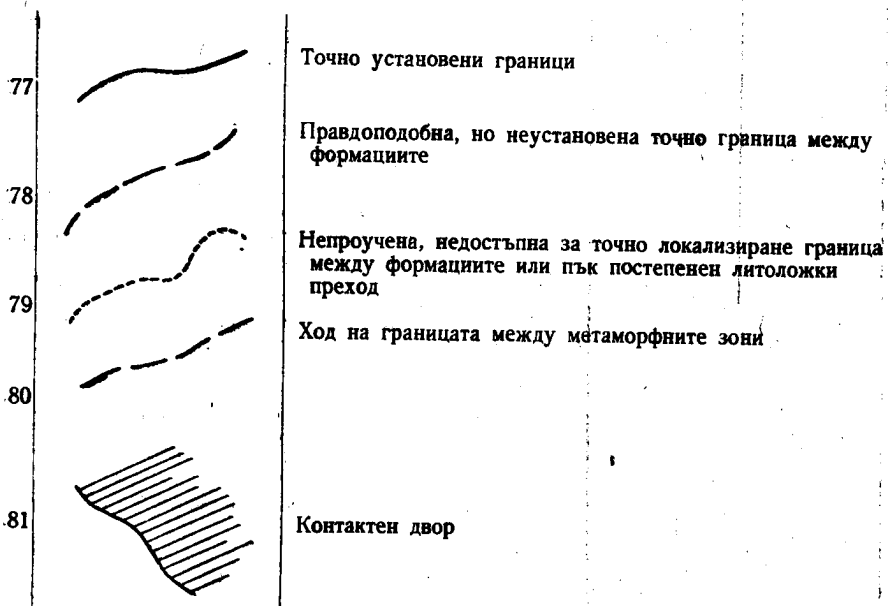 77
Точно установени граници
78
Правдоподобна, но неустановена точно граница между
формациите
79
Непроучена, недостъпна за точно локализиране граница
между формациите или пък постепенен литоложки
преход
80
Ход на границата между метаморфните зони
81
Контактен двор